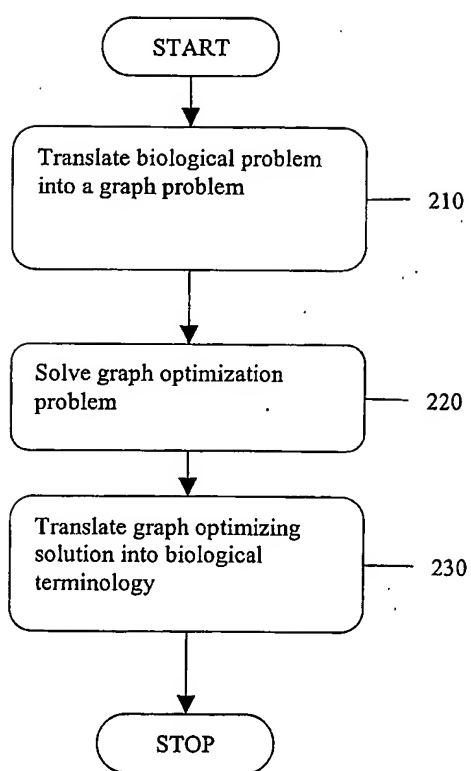 START
Translate biological problem
into a graph problem
210
Solve graph optimization
problem
220
Translate graph optimizing
solution into biological
terminology
230
STOP